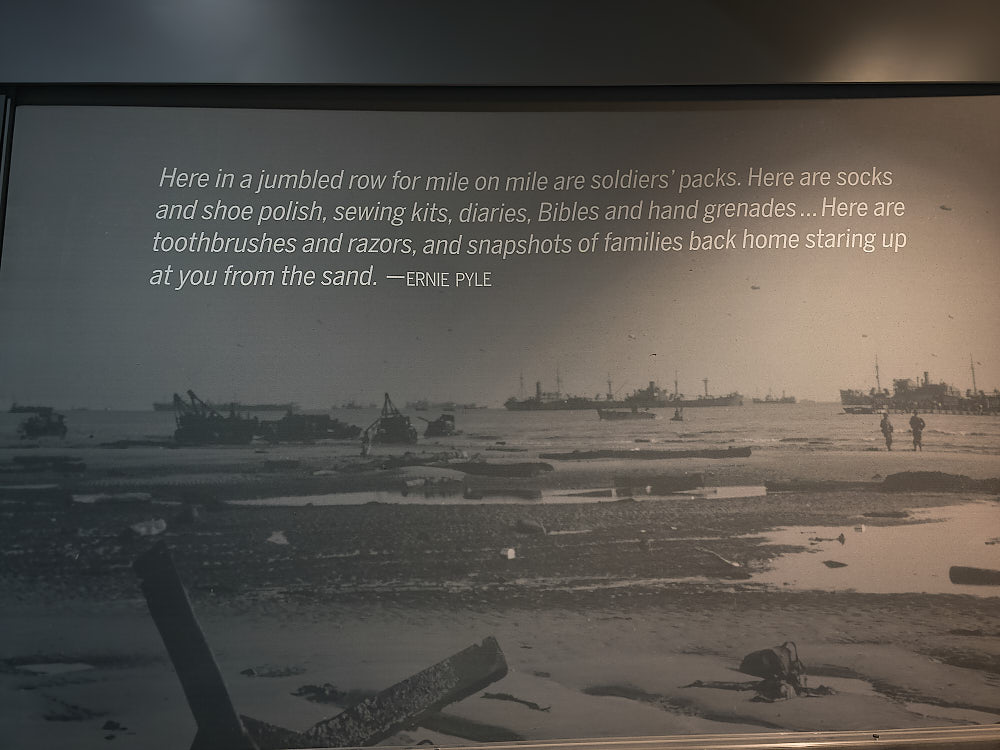 Here in a jumbled row for mile on mile are soldiers’ packs. Here are socks
and shoe polish, sewing kits, diaries, Bibles and hand grenades ... Here are
toothbrushes and razors, and snapshots of families back home staring up
at you from the sand. —ERNIE PYLE